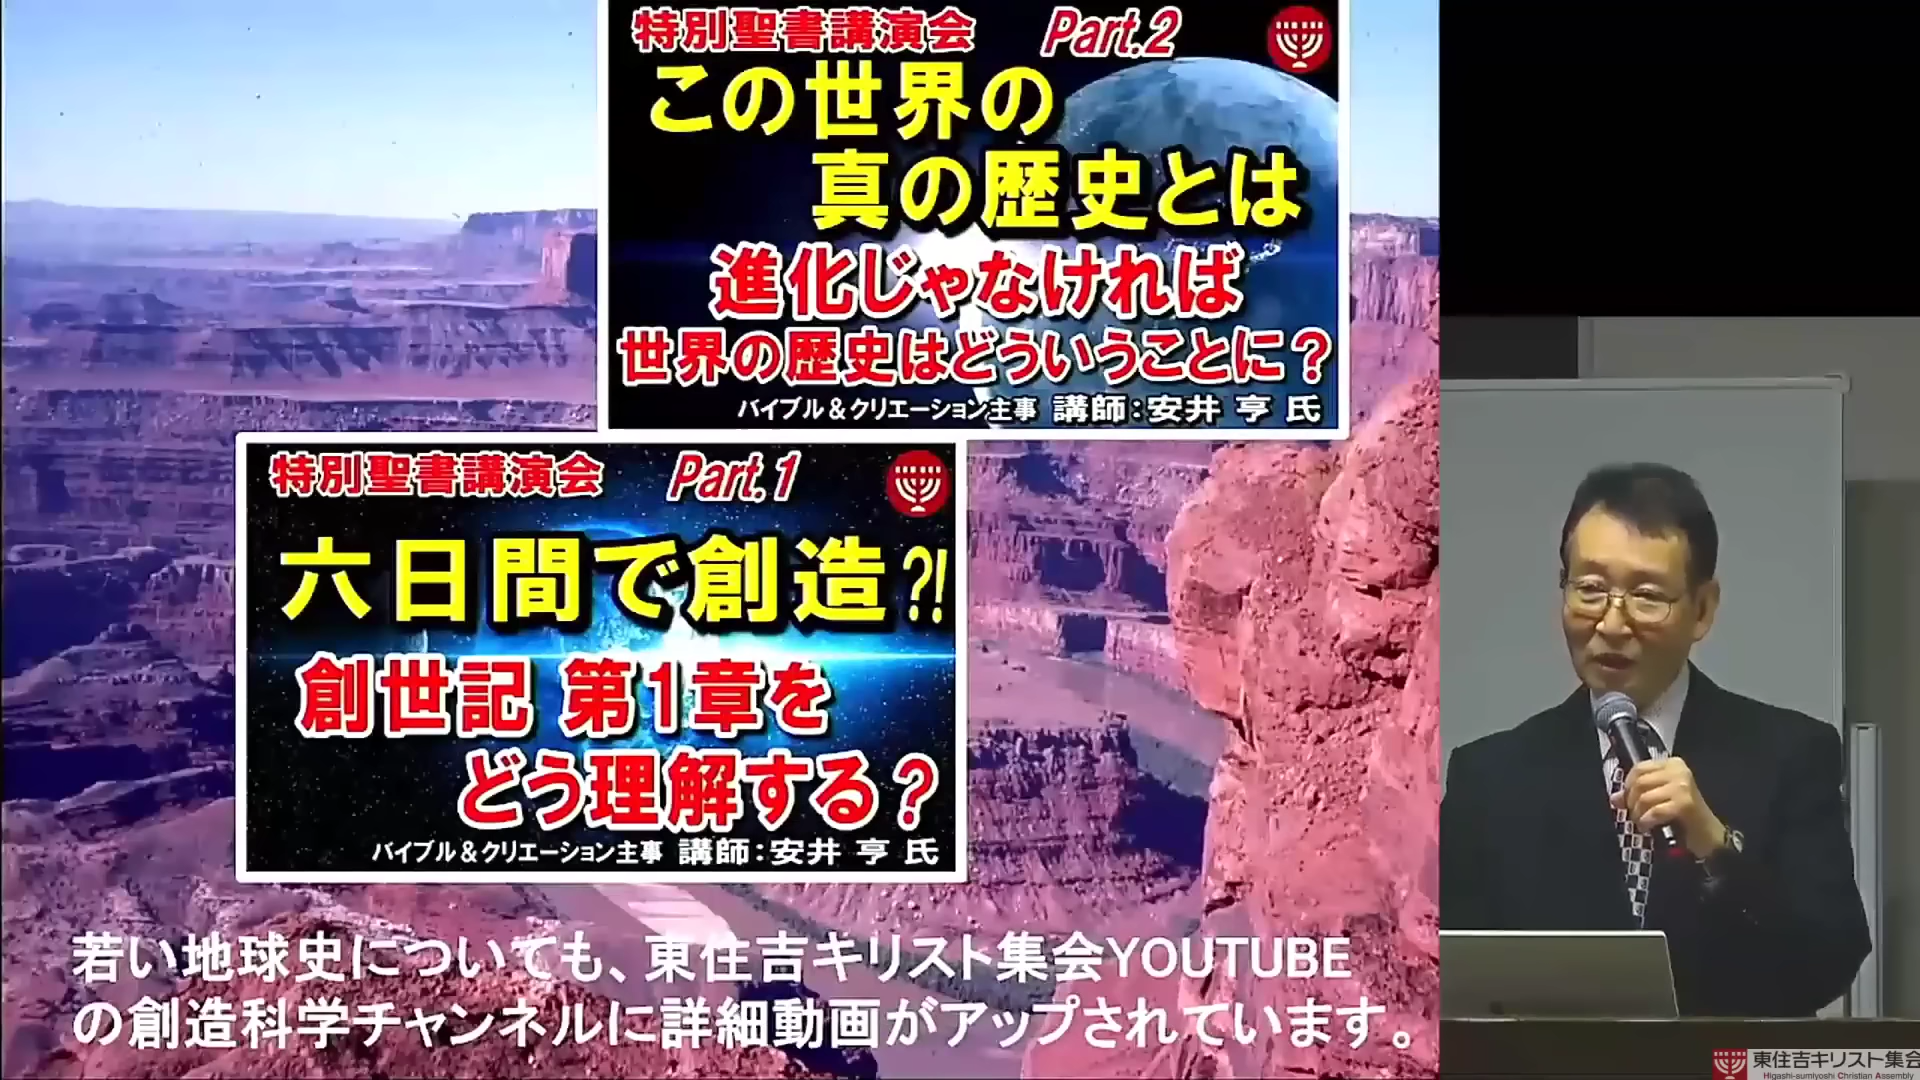 特別聖書講演会 Part.2
この世界の
真の歴史とは
進化じゃなければ
世界の歴史はどういうことに?
バイブル&クリエーション主事 講師:安井 亨 氏
特別聖書講演会 Part.1
六日間で創造?!
創世記 第1章を
どう理解する?
バイブル&クリエーション主事 講師:安井 亨 氏
若い地球史についても、東住吉キリスト集会YOUTUBE
の創造科学チャンネルに詳細動画がアップされています。
東住吉キリスト集会
Higashi-sumiyoshi Christian Assembly